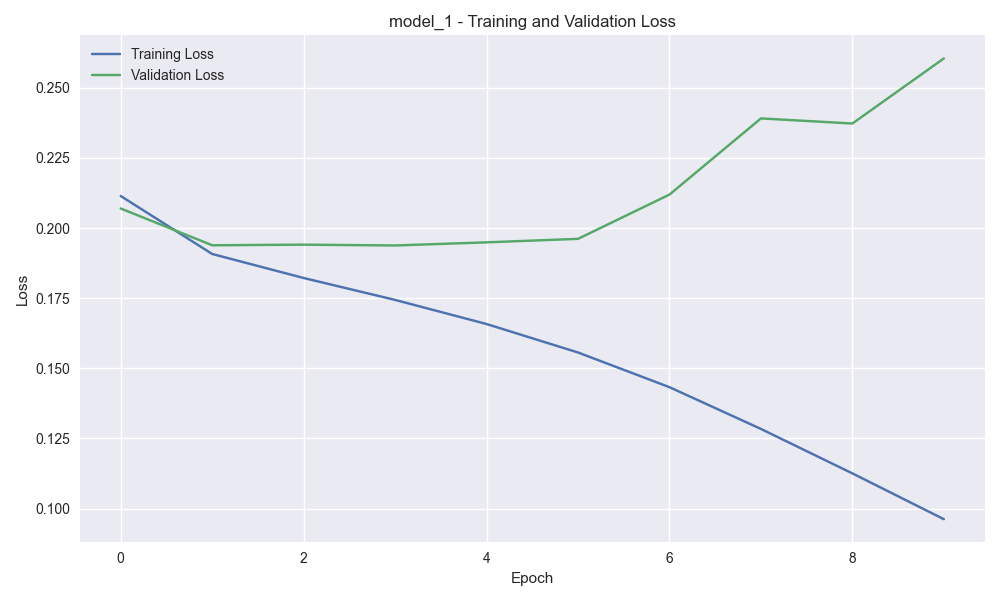 model_1 - Training and Validation Loss
Training Loss
Validation Loss
0.250
0.225
0.200
0.175
0.150
0.125
0.100
Loss
0 2 4 6 8
Epoch